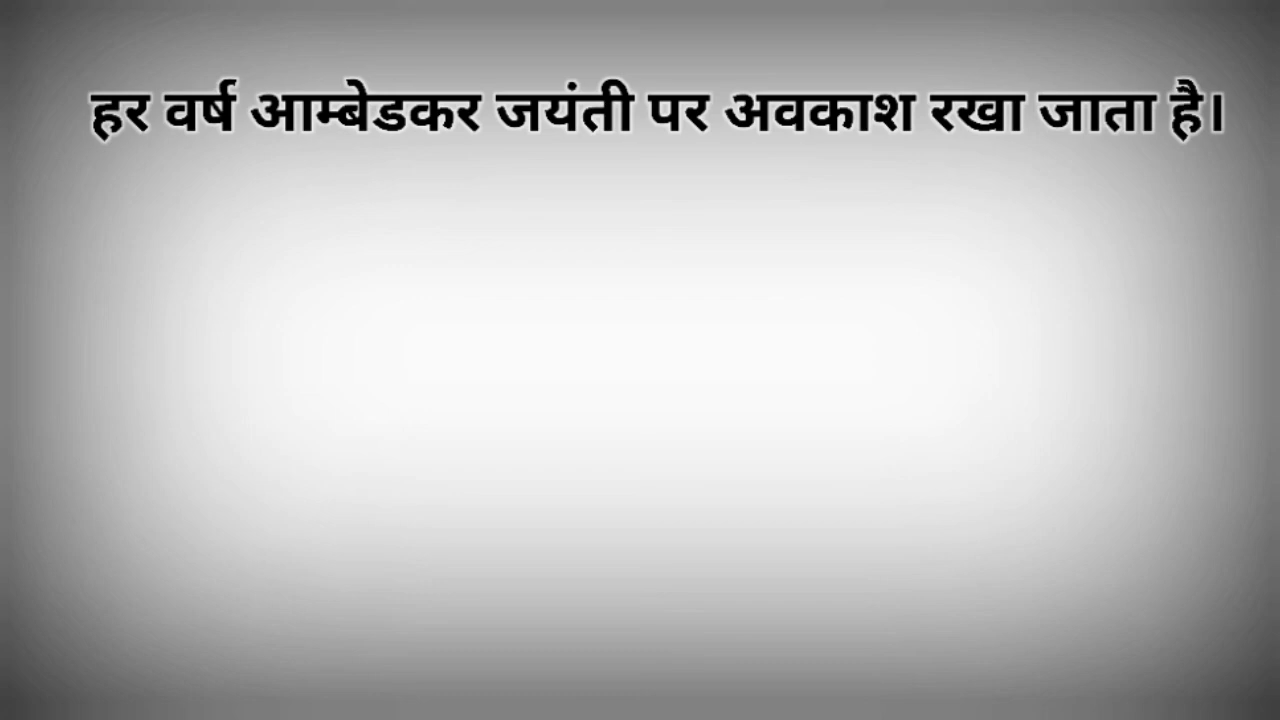 हर वर्ष आम्बेडकर जयंती पर अवकाश रखा जाता है।